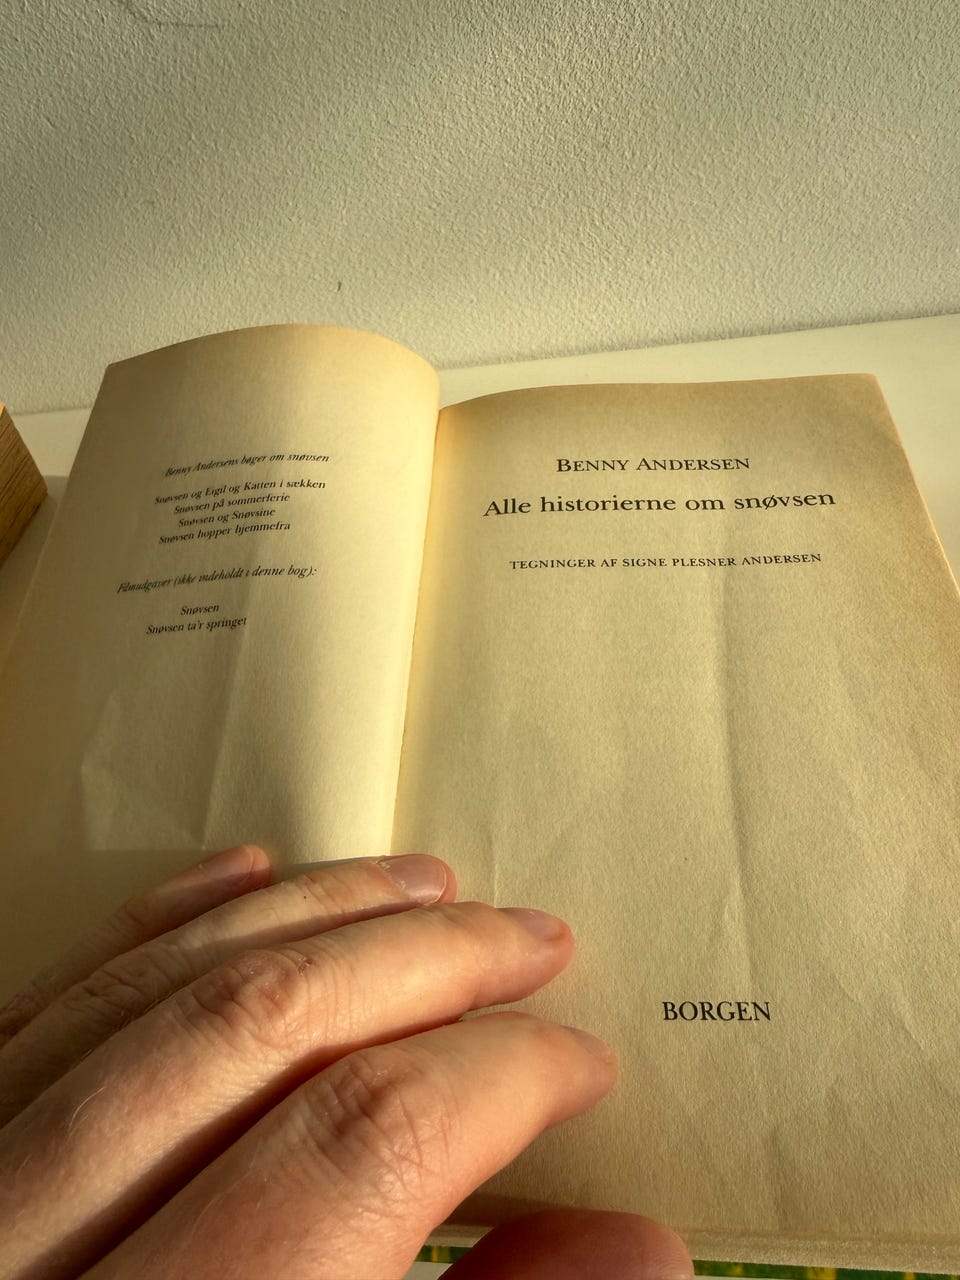 Benny Andersens bøger om snøvsen
Snøvsen og Eigil og Katten i sækken
Snøvsen på sommerferie
Snøvsen og Snøvsine
Snøvsen hopper hjemmefra
Filmudgaver (ikke indeholdt i denne bog):
Snøvsen
Snøvsen ta'r springet
BENNY ANDERSEN
Alle historierne om snøvsen
TEGNINGER AF SIGNE PLESNER ANDERSEN
BORGEN